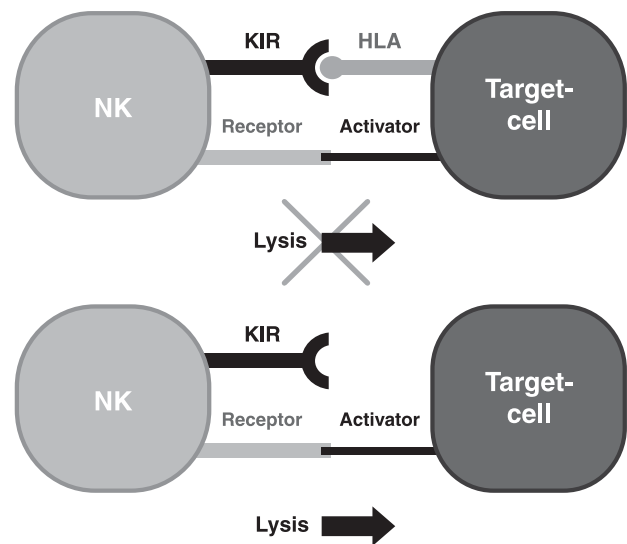 KIR HLA
NK
Target-
cell
Receptor Activator
Lysis
KIR
NK
Target-
cell
Receptor Activator
Lysis